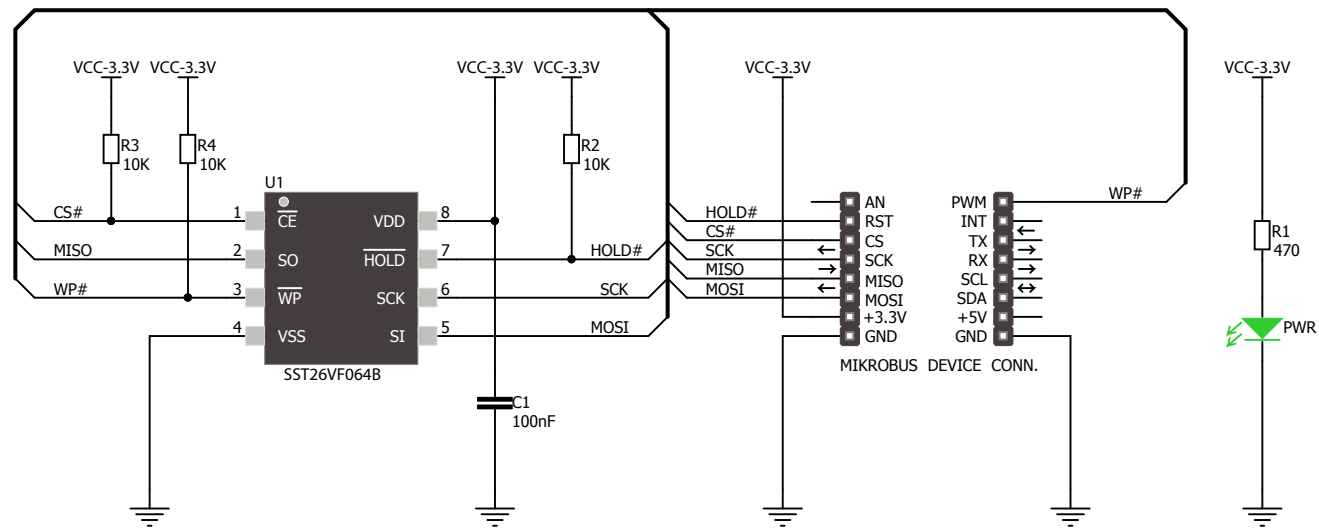 VCC-3.3V VCC-3.3V VCC-3.3V VCC-3.3V VCC-3.3V VCC-3.3V
R3
10K
R4
10K
R2
10K
U1
CS# 1 CE VDD 8
MISO 2 SO HOLD 7 HOLD#
WP# 3 WP SCK 6 SCK
4 VSS SI 5 MOSI
SST26VF064B
C1
100nF
AN PWM WP#
HOLD# RST INT
CS# CS TX
SCK SCK RX
MISO MISO SCL
MOSI MOSI SDA
+3.3V +5V
GND GND
MIKROBUS DEVICE CONN.
R1
470
PWR